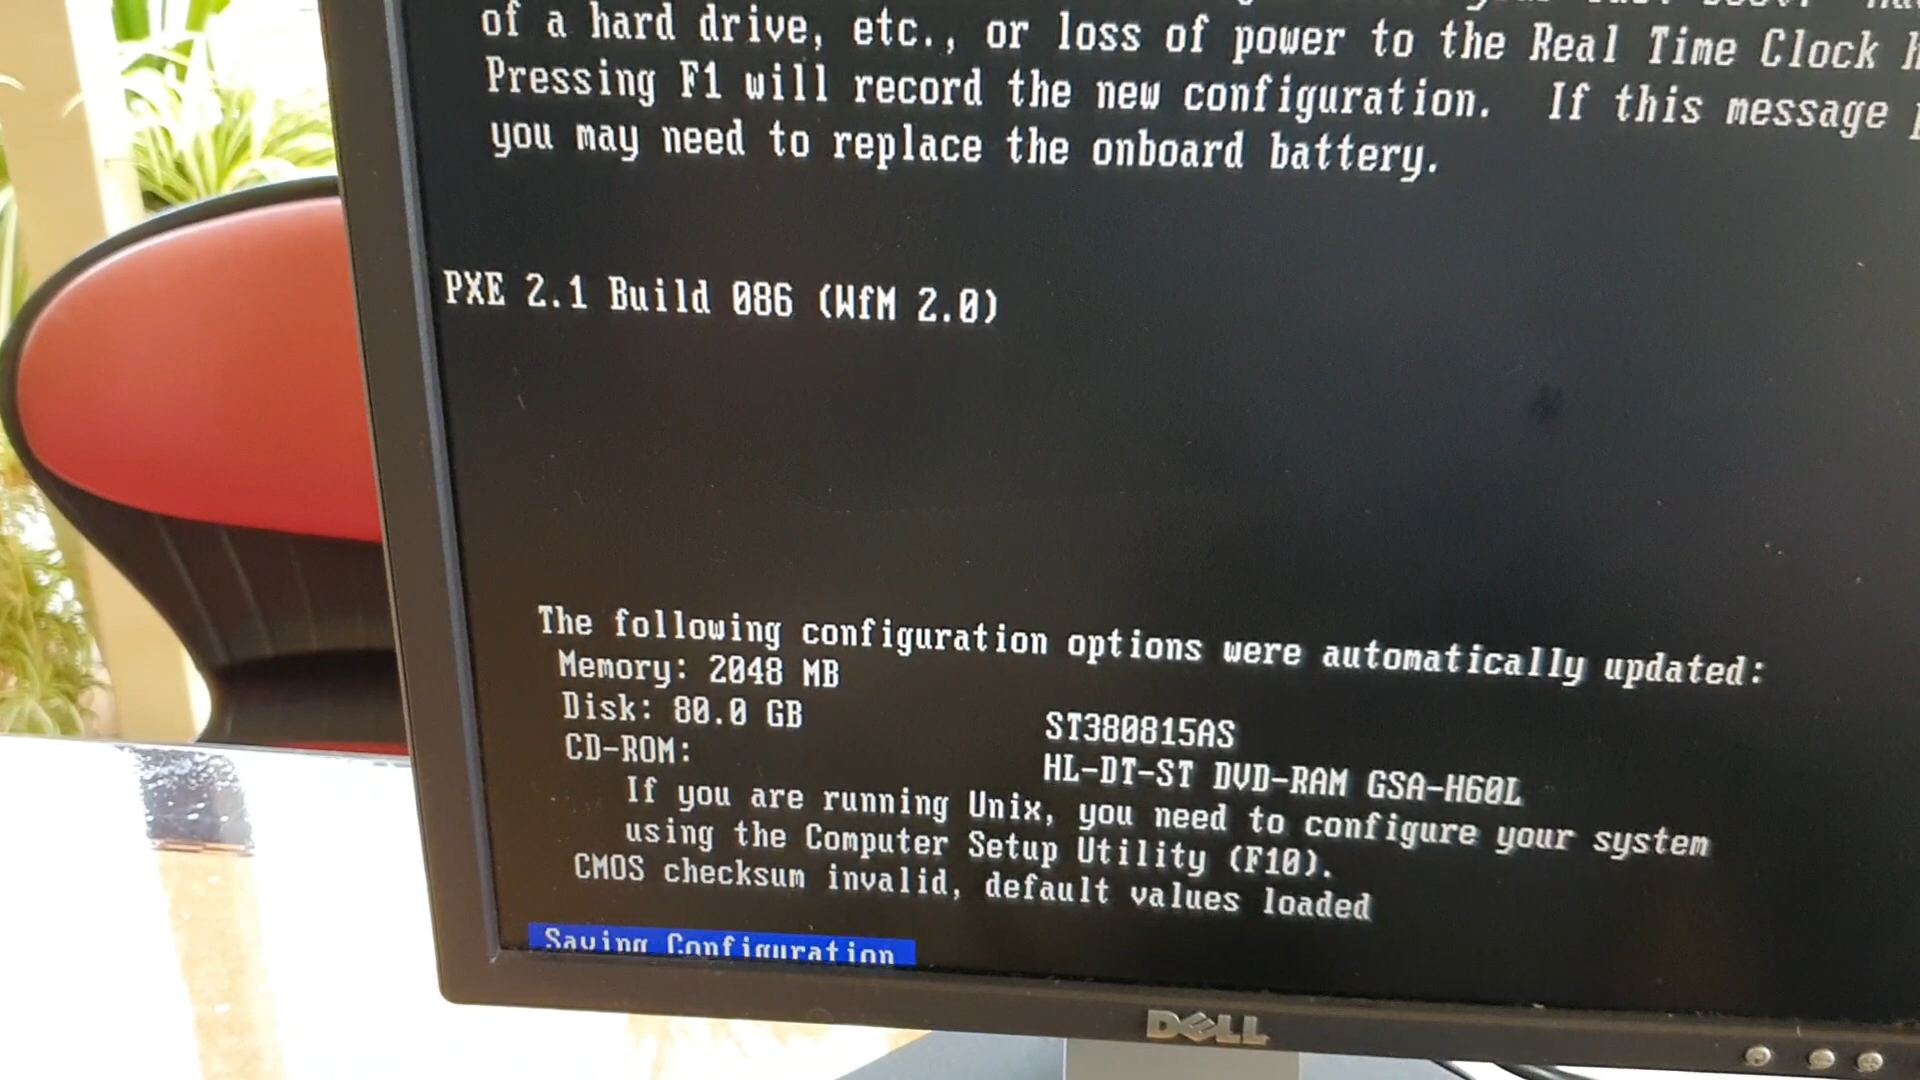 of a hard drive, etc., or loss of power to the Real Time Clock
Pressing F1 will record the new configuration. If this message
you may need to replace the onboard battery.
PXE 2.1 Build 086 (WfM 2.0)
The following configuration options were automatically updated:
Memory: 2048 MB
Disk: 80.0 GB ST380815AS
CD-ROM: HL-DT-ST DVD-RAM GSA-H60L
If you are running Unix, you need to configure your system
using the Computer Setup Utility (F10).
CMOS checksum invalid, default values loaded
Saving Configuration
DELL